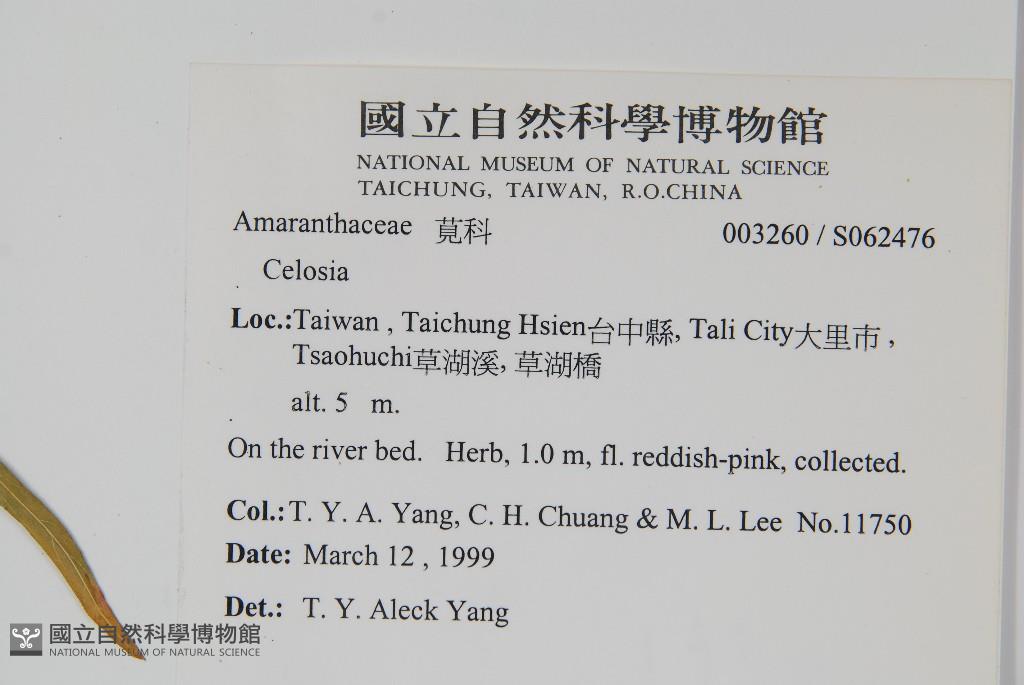 國立自然科學博物館
NATIONAL MUSEUM OF NATURAL SCIENCE
TAICHUNG, TAIWAN, R.O.CHINA
Amaranthaceae 莧科 003260 / S062476
Celosia
Loc.:Taiwan , Taichung Hsien台中縣, Tali City大里市 ,
Tsaohuchi草湖溪, 草湖橋
alt. 5 m.
On the river bed. Herb, 1.0 m, fl. reddish-pink, collected.
Col.:T. Y. A. Yang, C. H. Chuang & M. L. Lee No.11750
Date: March 12 , 1999
Det.: T. Y. Aleck Yang
國立自然科學博物館
NATIONAL MUSEUM OF NATURAL SCIENCE